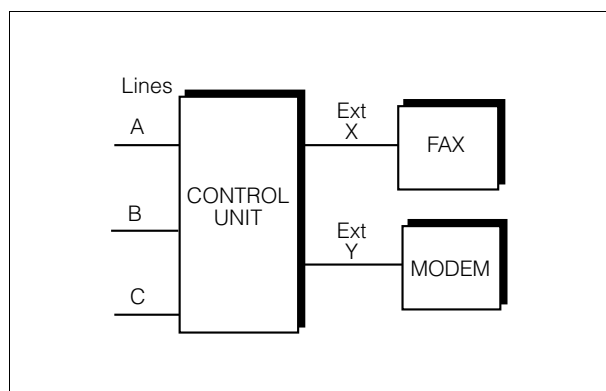 Lines
A
B
C
CONTROL
UNIT
Ext
X
FAX
Ext
Y
MODEM